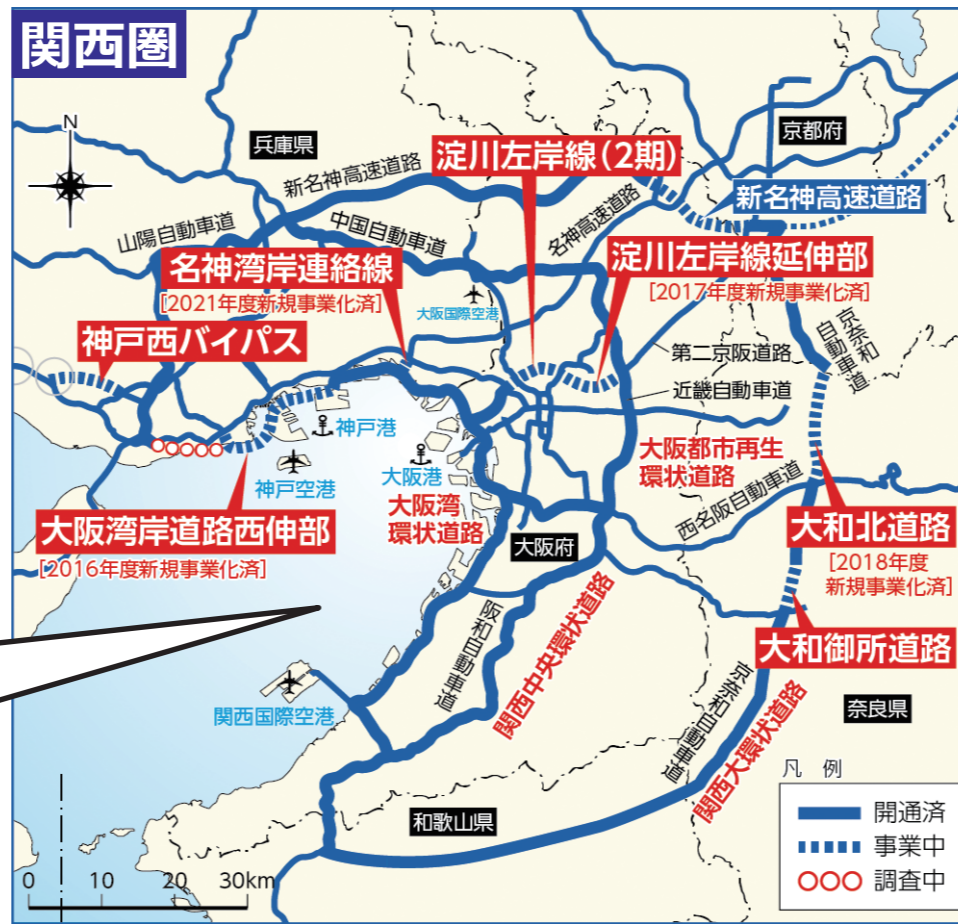 関西圏
N
兵庫県
京都府
淀川左岸線(2期)
新名神高速道路
新名神高速道路
名神高速道路
山陽自動車道
中国自動車道
名神湾岸連絡線
[2021年度新規事業化済]
大阪国際空港
淀川左岸線延伸部
[2017年度新規事業化済]
神戸西バイパス
京奈和
自動車道
第二京阪道路
近畿自動車道
神戸港
神戸空港
大阪港
大阪湾
環状道路
大阪都市再生
環状道路
西名阪自動車道
大阪湾岸道路西伸部
[2016年度新規事業化済]
大阪府
大和北道路
[2018年度
新規事業化済]
大和御所道路
阪和自動車道
関西中央環状道路
関西国際空港
京奈和自動車道
関西大環状道路
奈良県
和歌山県
凡 例
開通済
事業中
調査中
0 10 20 30km